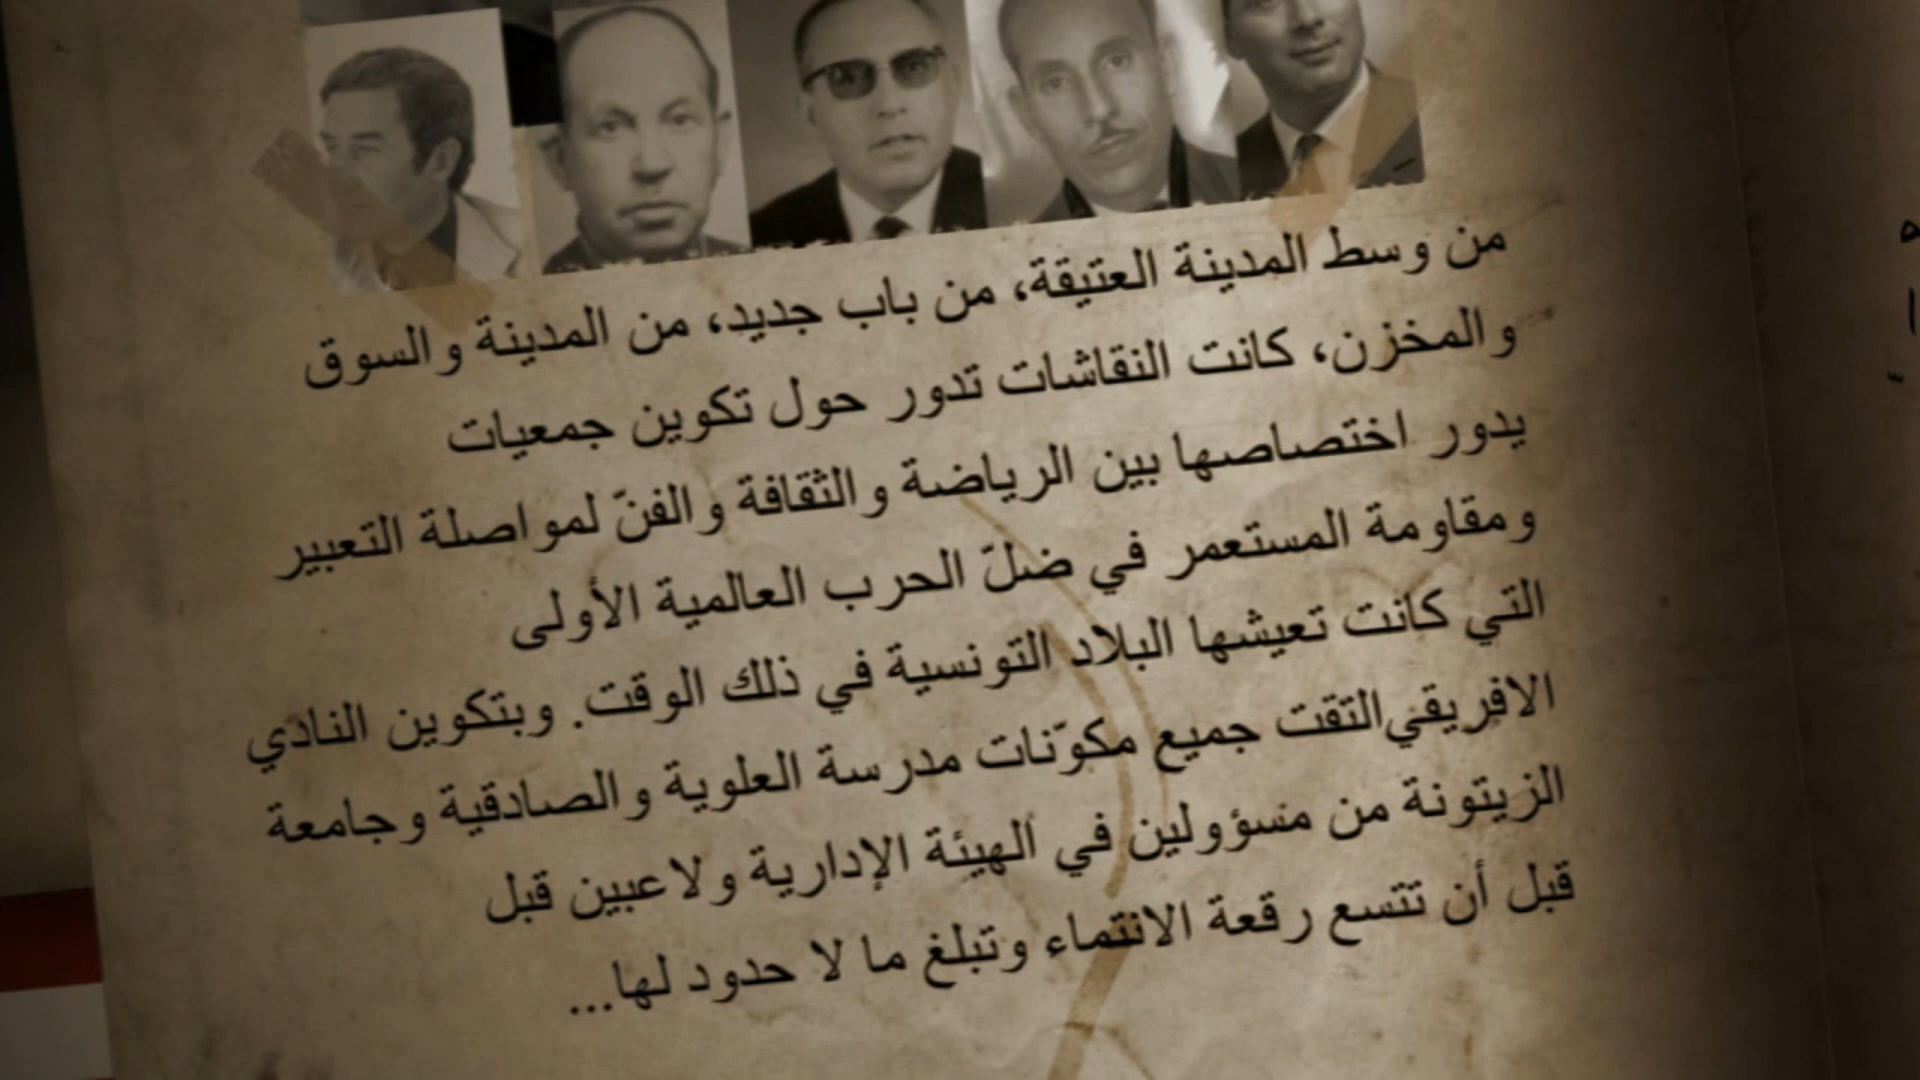 من وسط المدينة العتيقة، من باب جديد، من المدينة والسوق
والمخزن، كانت النقاشات تدور حول تكوين جمعيات
يدور اختصاصها بين الرياضة والثقافة والفنّ لمواصلة التعبير
ومقاومة المستعمر في ضلّ الحرب العالمية الأولى
التي كانت تعيشها البلاد التونسية في ذلك الوقت. وبتكوين النادي
الافريقي التقت جميع مكوّنات مدرسة العلوية والصادقية وجامعة
الزيتونة من مسؤولين في الهيئة الإدارية ولاعبين قبل
قبل أن تتسع رقعة الانتماء وتبلغ ما لا حدود لها...